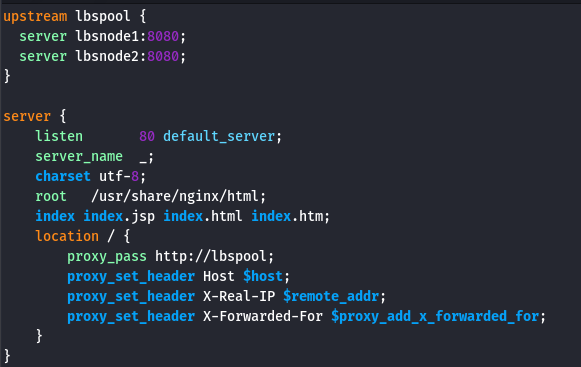 upstream lbspool {
  server lbsnode1:8080;
  server lbsnode2:8080;
}

server {
    listen       80 default_server;
    server_name  _;
    charset utf-8;
    root   /usr/share/nginx/html;
    index index.jsp index.html index.htm;
    location / {
        proxy_pass http://lbspool;
        proxy_set_header Host $host;
        proxy_set_header X-Real-IP $remote_addr;
        proxy_set_header X-Forwarded-For $proxy_add_x_forwarded_for;
    }
}